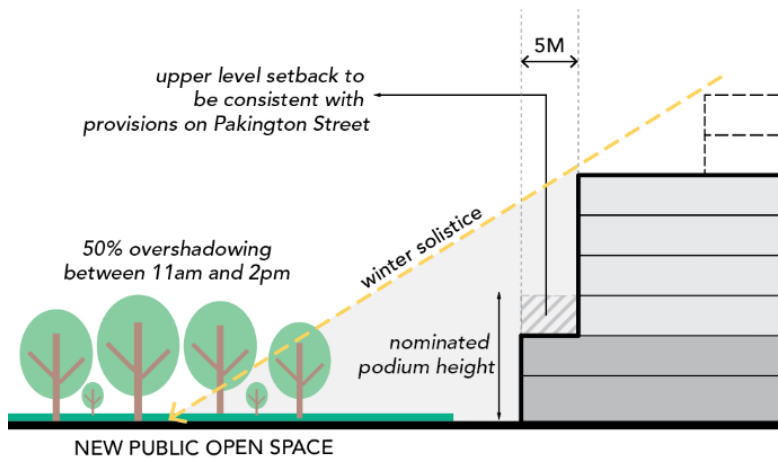 5M
upper level setback to
be consistent with
provisions on Pakington Street
winter solistice
50% overshadowing
between 11am and 2pm
nominated
podium height
NEW PUBLIC OPEN SPACE